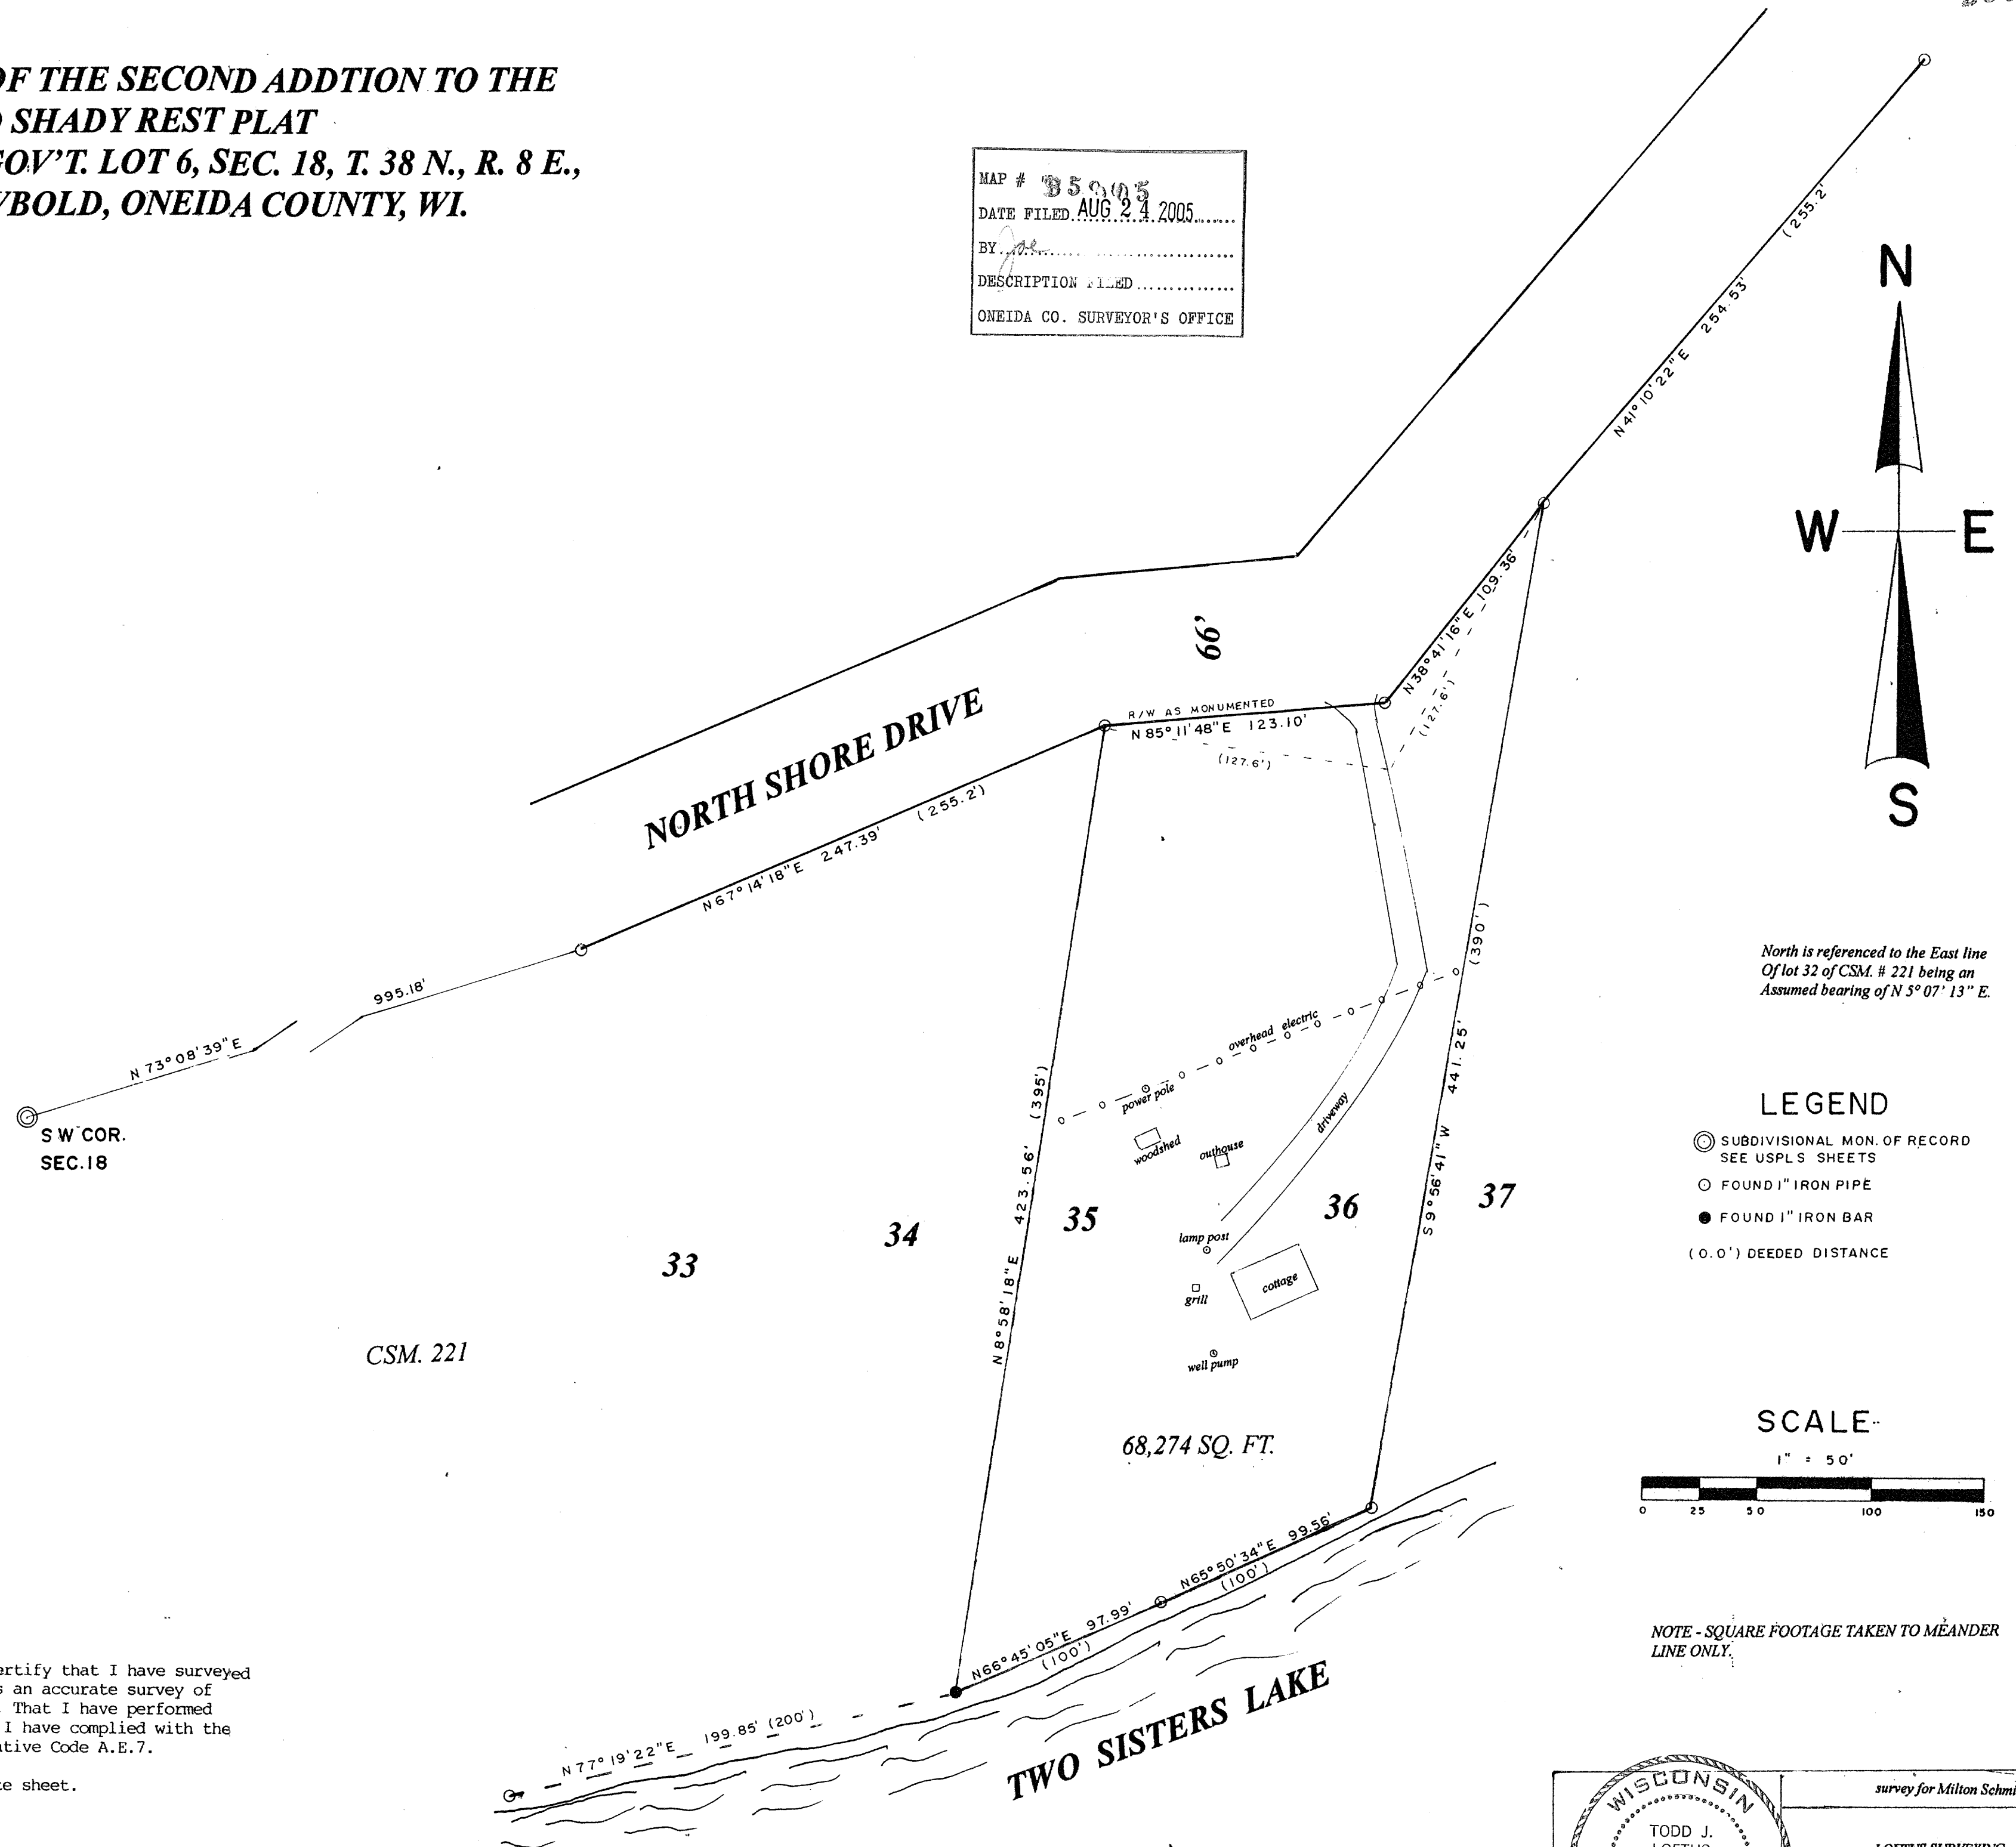 OF THE SECOND ADDTION TO THE
SHADY REST PLAT
GOV'T. LOT 6, SEC. 18, T. 38 N., R. 8 E.,
WBOLD, ONEIDA COUNTY, WI.
MAP #
DATE FILED AUG 24 2005
BY Joe
DESCRIPTION FILED
ONEIDA CO. SURVEYOR'S OFFICE
(255.2')
N41°10'22"E 254.53'
N
W E
S
66'
N38°41'16"E 109.36'
(127.6')
R/W AS MONUMENTED
N 85°11'48"E 123.10'
(127.6')
NORTH SHORE DRIVE
N67°14'18"E 247.39' (255.2')
995.18'
N 73°08'39"E
S W COR.
SEC.18
North is referenced to the East line
Of lot 32 of CSM. # 221 being an
Assumed bearing of N 5° 07' 13" E.
(390')
S 9°56'41" W 441.25'
N 8°58'18"E 423.56' (395')
overhead electric
power pole
woodshed
outhouse
driveway
33
34
35
36
37
lamp post
cottage
grill
well pump
CSM. 221
68,274 SQ. FT.
LEGEND
SUBDIVISIONAL MON. OF RECORD
SEE USPLS SHEETS
FOUND 1" IRON PIPE
FOUND 1" IRON BAR
(0.0') DEEDED DISTANCE
SCALE
1" = 50'
0 25 50 100 150
N65°50'34"E 99.56'
(100')
N66°45'05"E 97.99'
(100')
N77°19'22"E 199.85' (200')
TWO SISTERS LAKE
NOTE - SQUARE FOOTAGE TAKEN TO MEANDER
LINE ONLY.
ertify that I have surveyed
s an accurate survey of
. That I have performed
I have complied with the
ative Code A.E.7.
te sheet.
WISCONSIN
TODD J.
survey for Milton Schmi